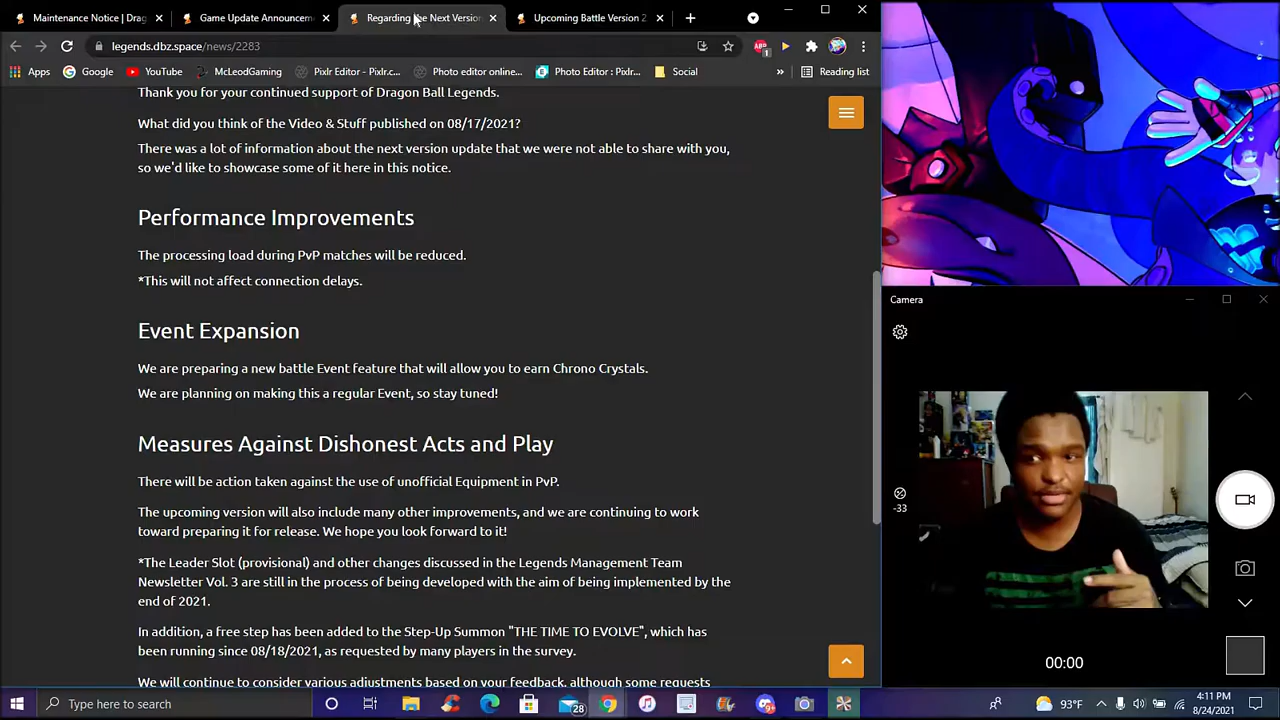 Maintenance Notice | Drag
Game Update Announcem
Regarding the Next Version
Upcoming Battle Version 2
legends.dbz.space/news/2283
1
Apps
Google
YouTube
McLeodGaming
Pixlr Editor - Pixlr.c...
Photo editor online...
Photo Editor : Pixlr...
Social
»
Reading list
Thank you for your continued support of Dragon Ball Legends.
What did you think of the Video & Stuff published on 08/17/2021?
There was a lot of information about the next version update that we were not able to share with you,
so we'd like to showcase some of it here in this notice.
Performance Improvements
The processing load during PvP matches will be reduced.
*This will not affect connection delays.
Event Expansion
We are preparing a new battle Event feature that will allow you to earn Chrono Crystals.
We are planning on making this a regular Event, so stay tuned!
Measures Against Dishonest Acts and Play
There will be action taken against the use of unofficial Equipment in PvP.
The upcoming version will also include many other improvements, and we are continuing to work
toward preparing it for release. We hope you look forward to it!
*The Leader Slot (provisional) and other changes discussed in the Legends Management Team
Newsletter Vol. 3 are still in the process of being developed with the aim of being implemented by the
end of 2021.
In addition, a free step has been added to the Step-Up Summon "THE TIME TO EVOLVE", which has
been running since 08/18/2021, as requested by many players in the survey.
We will continue to consider various adjustments based on your feedback, although some requests
Camera
-33
00:00
Type here to search
28
93°F
4:11 PM
8/24/2021